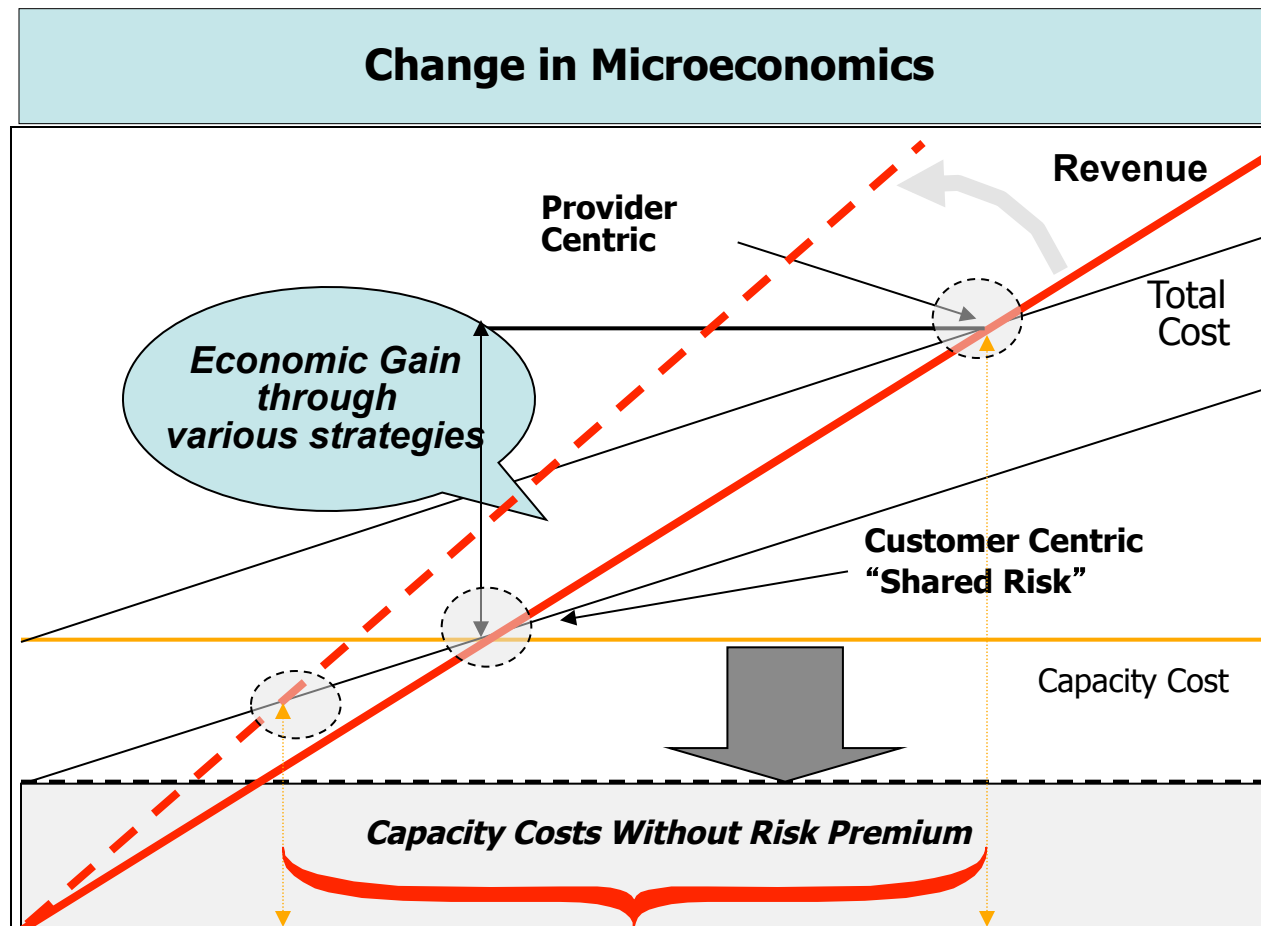 Change in Microeconomics
Revenue
Provider
Centric
Total
Cost
Economic Gain
through
various strategies
Customer Centric
“Shared Risk”
Capacity Cost
Capacity Costs Without Risk Premium